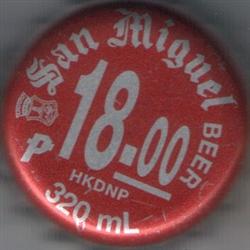 San Miguel
BEER
P 18.00
HKDNP
320 mL